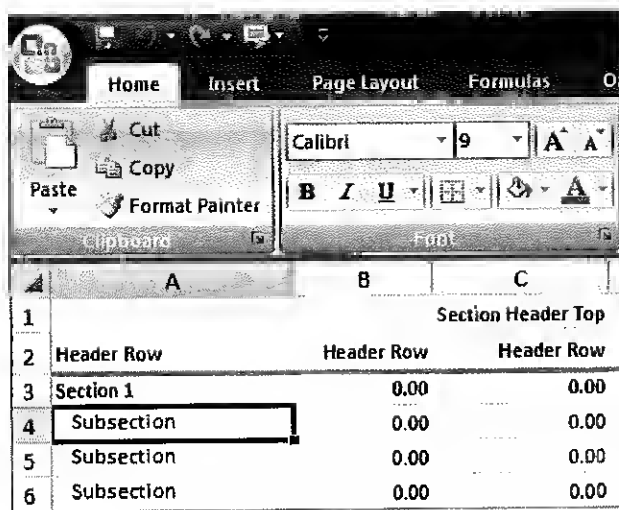 Home Insert Page Layout Formulas
Cut
Copy
Paste
Format Painter
Clipboard
Calibri 9 A A
B I U A
Font
A B C
1 Section Header Top
2 Header Row Header Row Header Row
3 Section 1 0.00 0.00
4 Subsection 0.00 0.00
5 Subsection 0.00 0.00
6 Subsection 0.00 0.00